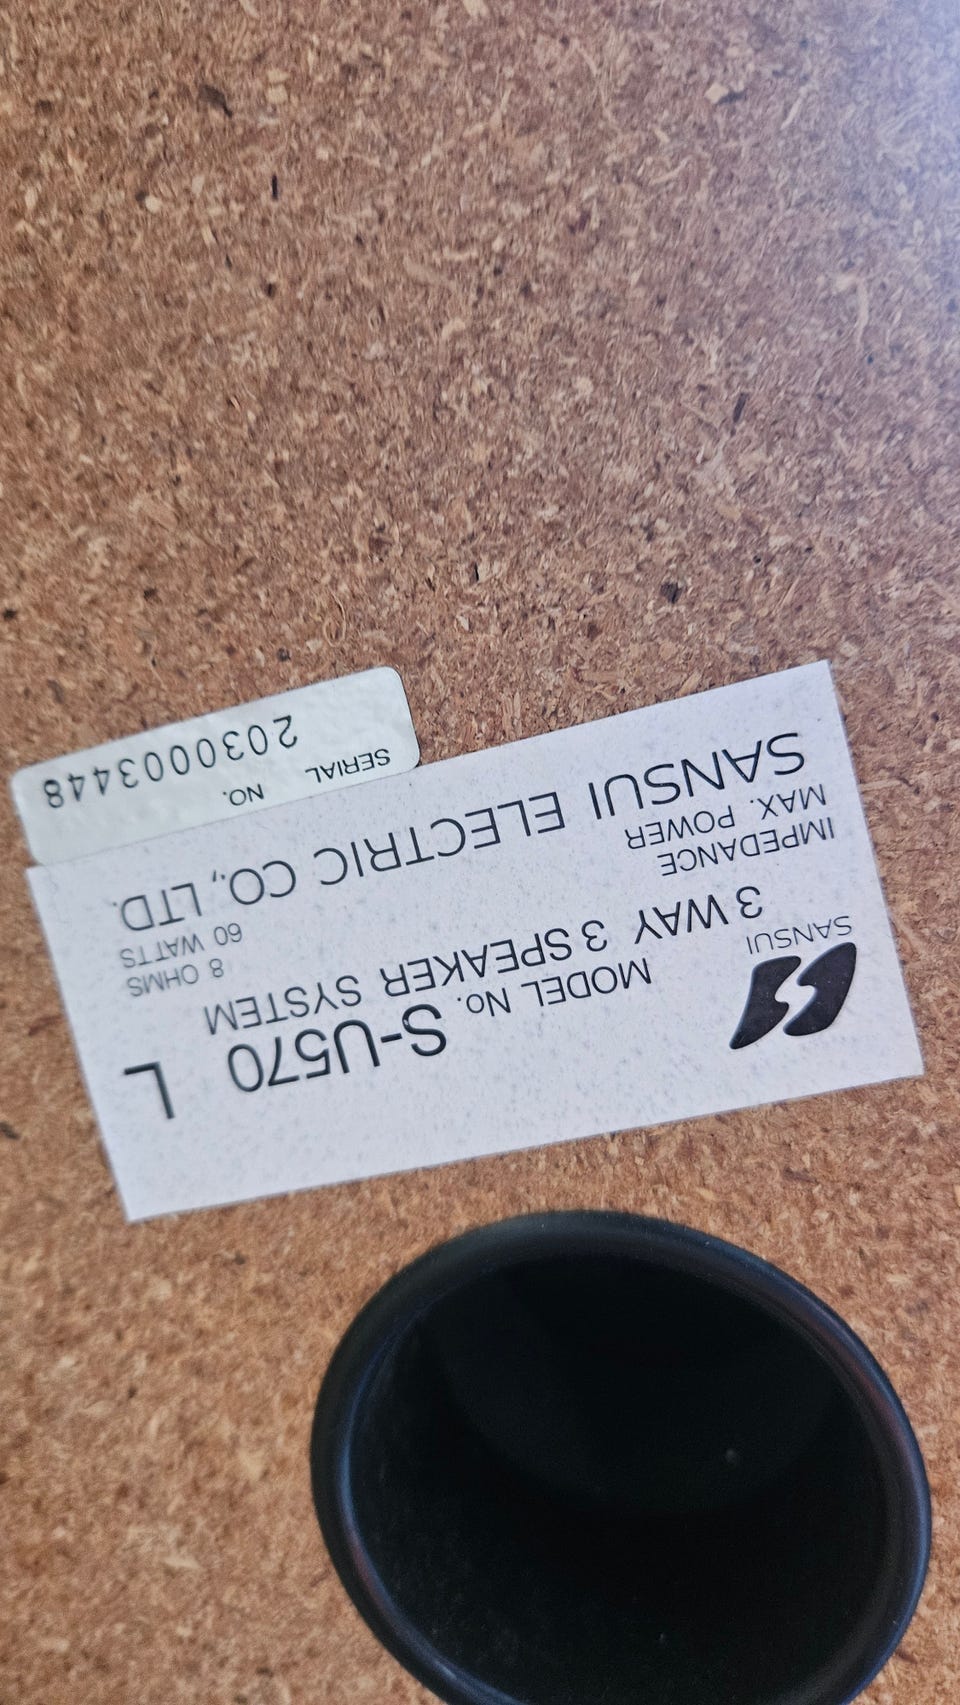 SANSUI
MODEL No. S-U570 L
3 WAY 3 SPEAKER SYSTEM
IMPEDANCE 8 OHMS
MAX. POWER 60 WATTS
SANSUI ELECTRIC CO., LTD.
SERIAL NO.
2030003448